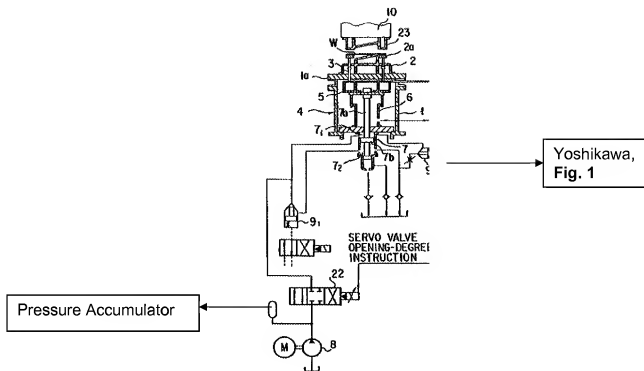 10
23
W
2a
3
2
1a
5
6
7a
4
1
7₁
7
7b
7₂
9
9₁
SERVO VALVE
OPENING-DEGREE
INSTRUCTION
22
M
8
Pressure Accumulator
Yoshikawa,
Fig. 1